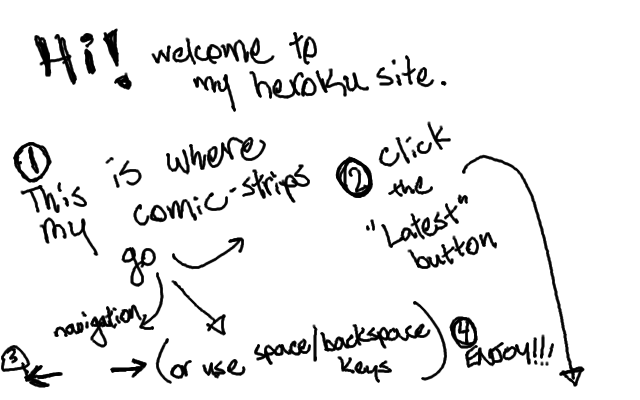 Hi! welcome to
my heroku site.
① This is where
my comic-strips
go
② click
the
"Latest"
button
③ navigation
← → (or use space/backspace
keys)
④ ENJOY!!!